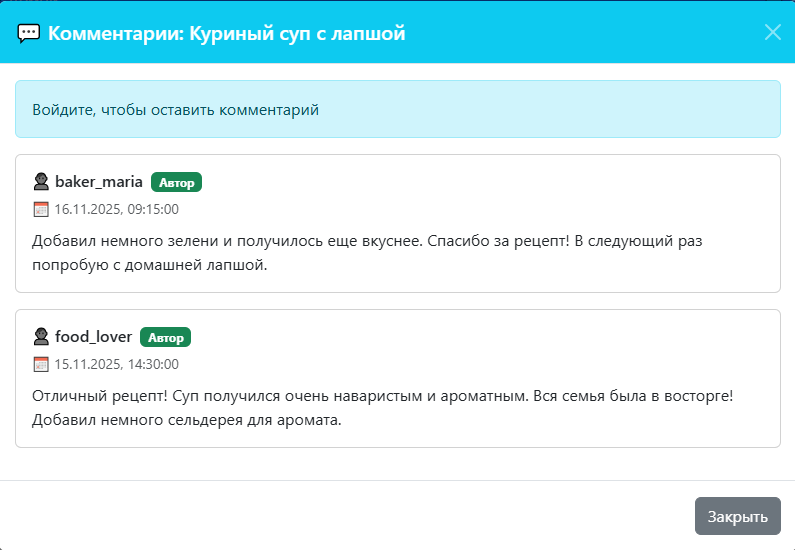 Комментарии: Куриный суп с лапшой
Войдите, чтобы оставить комментарий
baker_maria Автор
16.11.2025, 09:15:00
Добавил немного зелени и получилось еще вкуснее. Спасибо за рецепт! В следующий раз
попробую с домашней лапшой.
food_lover Автор
15.11.2025, 14:30:00
Отличный рецепт! Суп получился очень наваристым и ароматным. Вся семья была в восторге!
Добавил немного сельдерея для аромата.
Закрыть